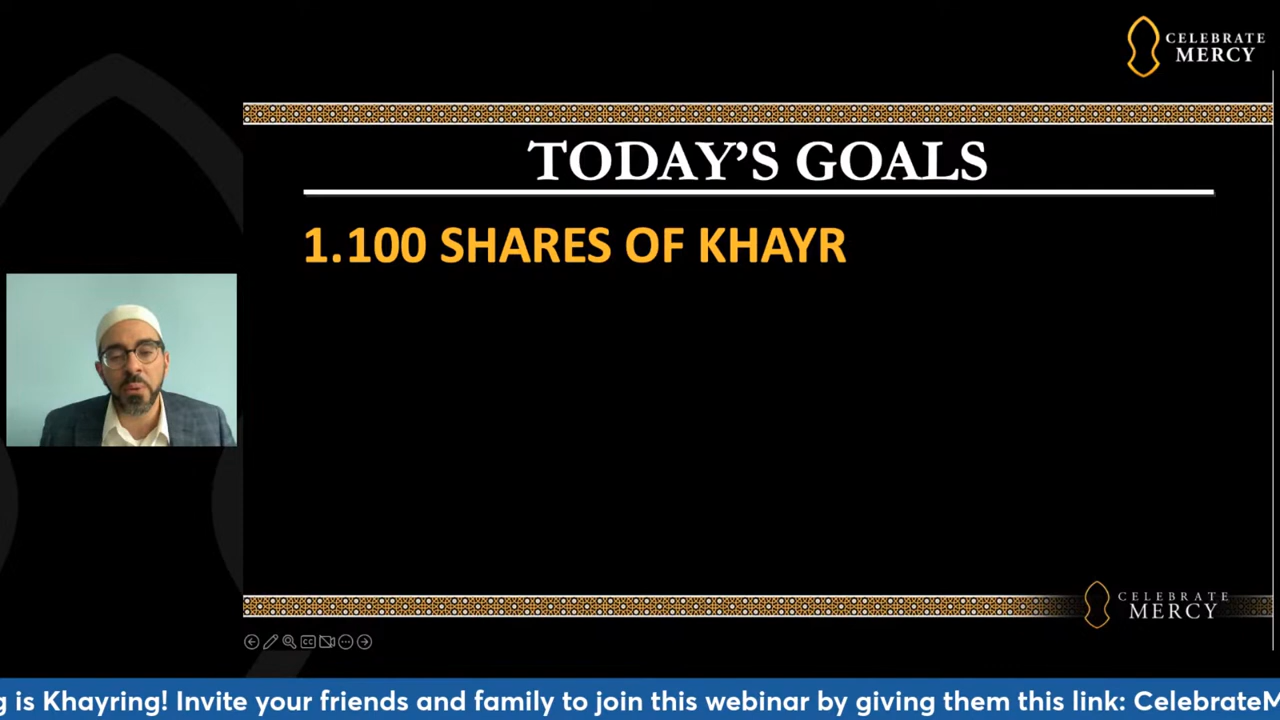 CELEBRATE
MERCY
TODAY'S GOALS
1.100 SHARES OF KHAYR
CELEBRATE
MERCY
CC
g is Khayring! Invite your friends and family to join this webinar by giving them this link: CelebrateM